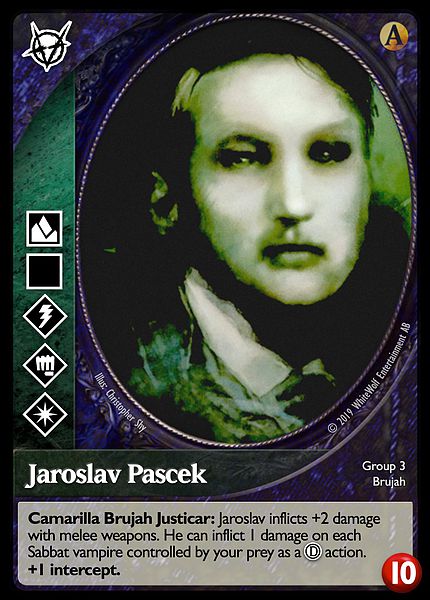 A
Illus: Christopher Shy
© 2019 WhiteWolf Entertainment AB
Jaroslav Pascek
Group 3
Brujah
Camarilla Brujah Justicar: Jaroslav inflicts +2 damage
with melee weapons. He can inflict 1 damage on each
Sabbat vampire controlled by your prey as a Ⓓ action.
+1 intercept.
10